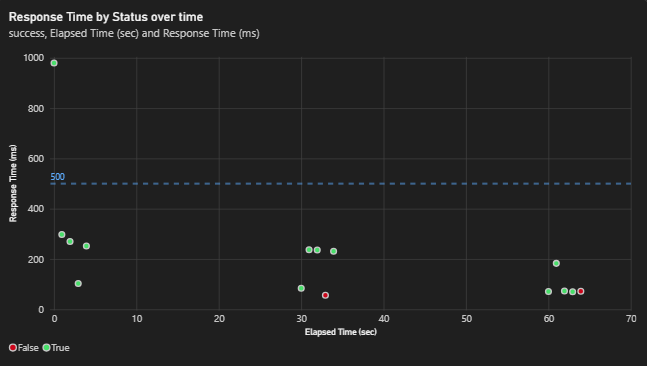 Response Time by Status over time
success, Elapsed Time (sec) and Response Time (ms)
1000
800
600
500
400
200
0
Response Time (ms)
0 10 20 30 40 50 60 70
Elapsed Time (sec)
False True